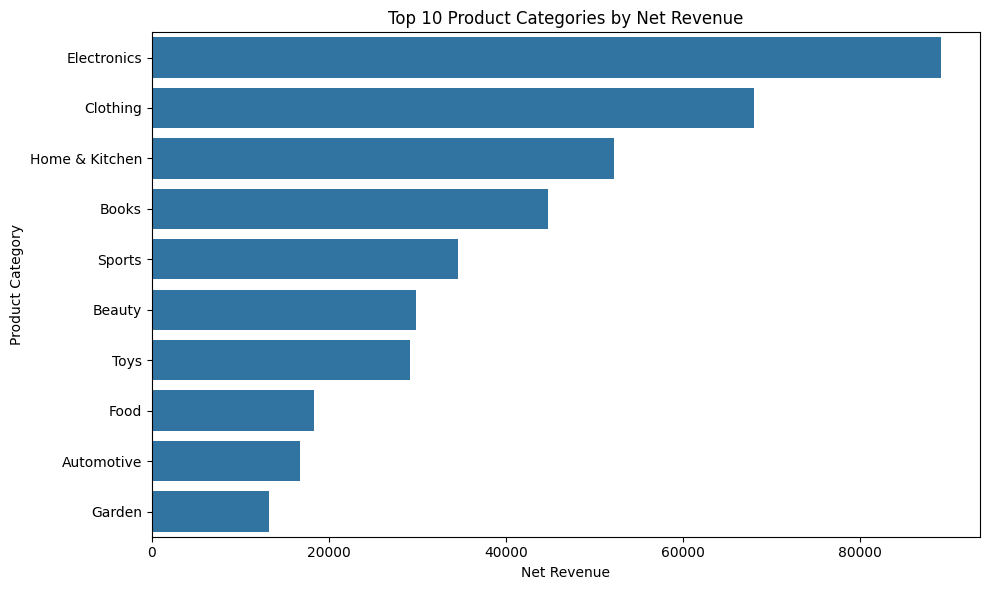 Top 10 Product Categories by Net Revenue
Product Category
Electronics
Clothing
Home & Kitchen
Books
Sports
Beauty
Toys
Food
Automotive
Garden
0 20000 40000 60000 80000
Net Revenue